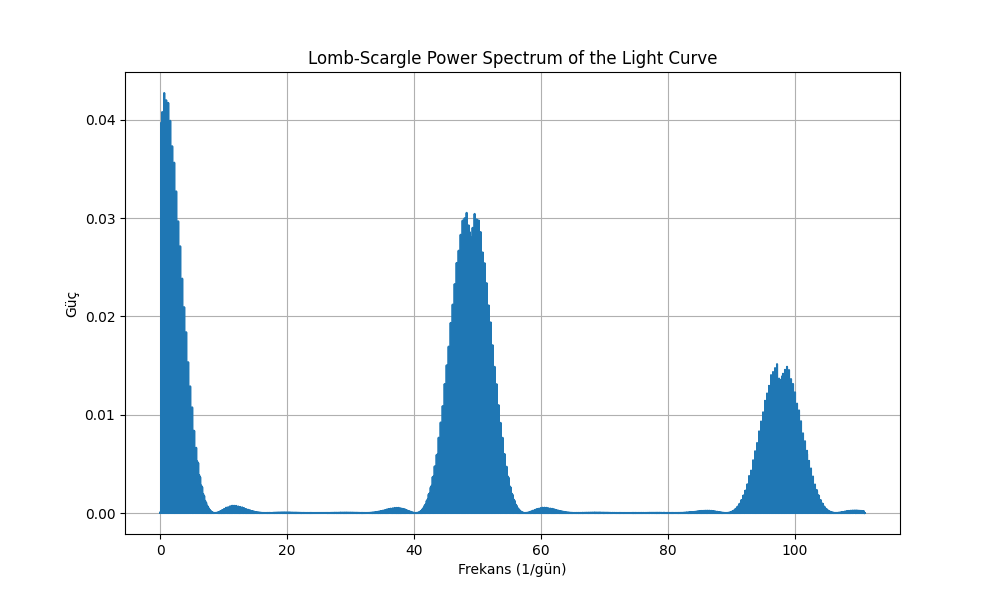 Lomb-Scargle Power Spectrum of the Light Curve
0.04
0.03
0.02
0.01
0.00
Güç
0 20 40 60 80 100
Frekans (1/gün)